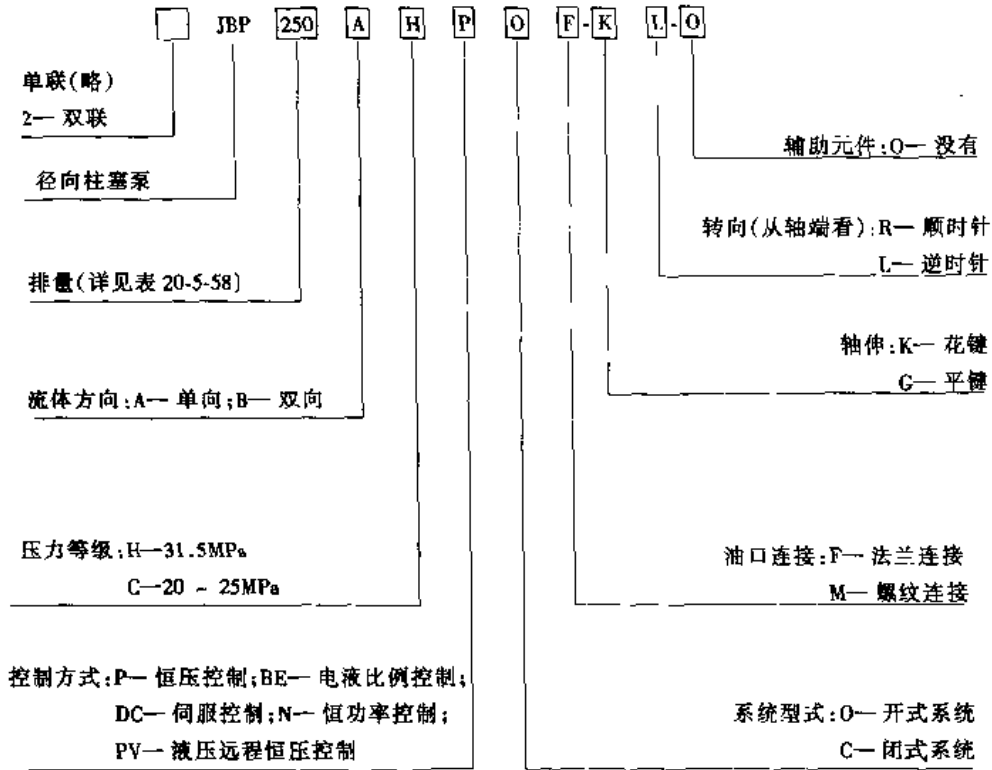 JBP 250 A H P O F-K L-O
单联(略)
2— 双联
辅助元件:O— 没有
径向柱塞泵
转向(从轴端看):R— 顺时针
L— 逆时针
排量(详见表 20-5-58)
轴伸:K— 花键
G— 平键
流体方向:A— 单向;B— 双向
压力等级:H—31.5MPa
C—20 ~ 25MPa
油口连接:F— 法兰连接
M— 螺纹连接
控制方式:P— 恒压控制;BE— 电液比例控制;
DC— 伺服控制;N— 恒功率控制;
PV— 液压远程恒压控制
系统型式:O— 开式系统
C— 闭式系统